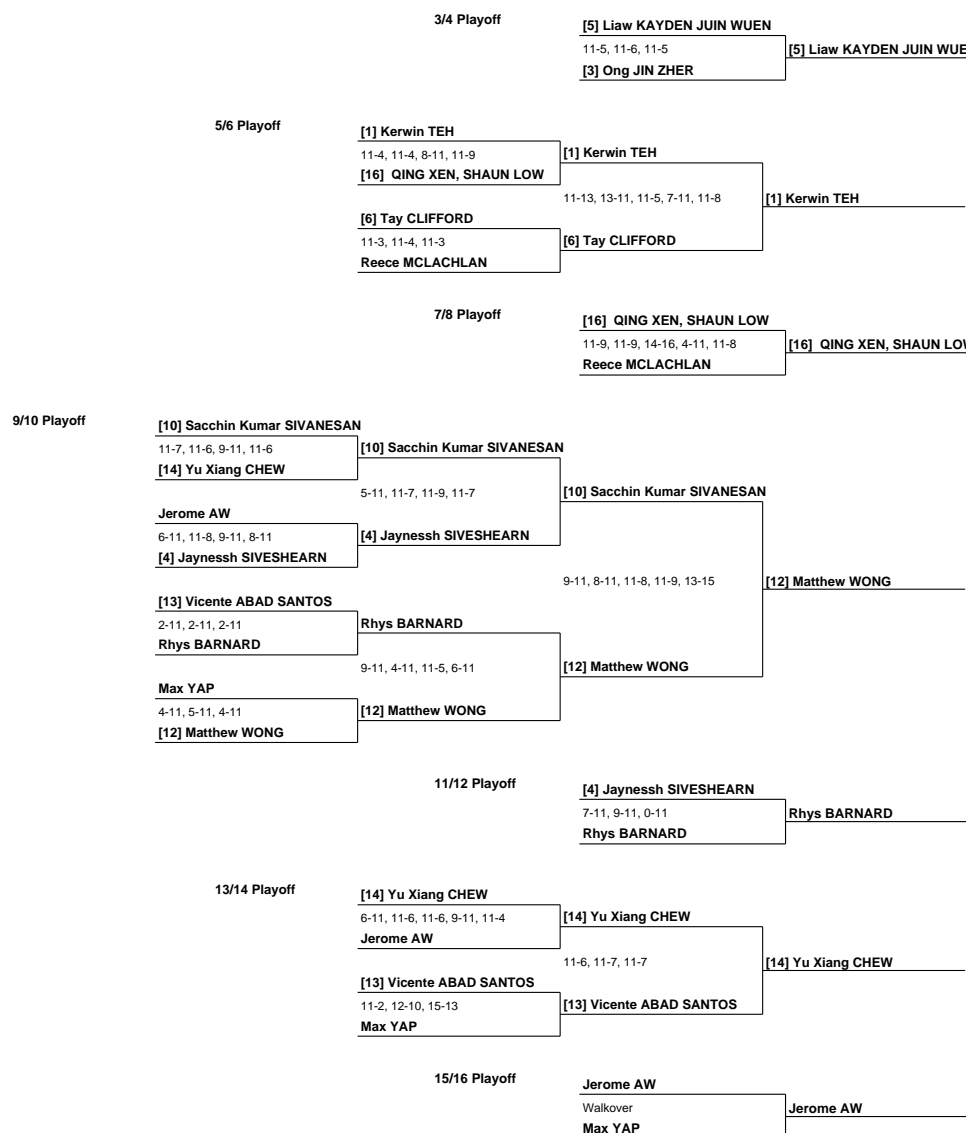 3/4 Playoff
[5] Liaw KAYDEN JUIN WUEN
11-5, 11-6, 11-5
[5] Liaw KAYDEN JUIN WUE
[3] Ong JIN ZHER
5/6 Playoff
[1] Kerwin TEH
11-4, 11-4, 8-11, 11-9
[1] Kerwin TEH
[16] QING XEN, SHAUN LOW
11-13, 13-11, 11-5, 7-11, 11-8
[1] Kerwin TEH
[6] Tay CLIFFORD
11-3, 11-4, 11-3
[6] Tay CLIFFORD
Reece MCLACHLAN
7/8 Playoff
[16] QING XEN, SHAUN LOW
11-9, 11-9, 14-16, 4-11, 11-8
[16] QING XEN, SHAUN LOW
Reece MCLACHLAN
9/10 Playoff
[10] Sacchin Kumar SIVANESAN
11-7, 11-6, 9-11, 11-6
[10] Sacchin Kumar SIVANESAN
[14] Yu Xiang CHEW
5-11, 11-7, 11-9, 11-7
[10] Sacchin Kumar SIVANESAN
Jerome AW
6-11, 11-8, 9-11, 8-11
[4] Jaynessh SIVESHEARN
[4] Jaynessh SIVESHEARN
9-11, 8-11, 11-8, 11-9, 13-15
[12] Matthew WONG
[13] Vicente ABAD SANTOS
2-11, 2-11, 2-11
Rhys BARNARD
Rhys BARNARD
9-11, 4-11, 11-5, 6-11
[12] Matthew WONG
Max YAP
4-11, 5-11, 4-11
[12] Matthew WONG
[12] Matthew WONG
11/12 Playoff
[4] Jaynessh SIVESHEARN
7-11, 9-11, 0-11
Rhys BARNARD
Rhys BARNARD
13/14 Playoff
[14] Yu Xiang CHEW
6-11, 11-6, 11-6, 9-11, 11-4
[14] Yu Xiang CHEW
Jerome AW
11-6, 11-7, 11-7
[14] Yu Xiang CHEW
[13] Vicente ABAD SANTOS
11-2, 12-10, 15-13
[13] Vicente ABAD SANTOS
Max YAP
15/16 Playoff
Jerome AW
Walkover
Jerome AW
Max YAP